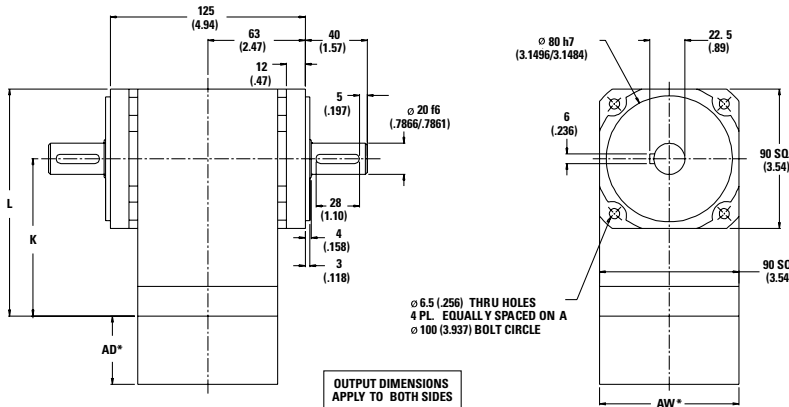 125
(4.94)
63
(2.47)
40
(1.57)
12
(.47)
5
(.197)
Ø 20 f6
(.7866/.7861)
28
(1.10)
4
(.158)
3
(.118)
L
K
AD*
OUTPUT DIMENSIONS
APPLY TO BOTH SIDES
Ø 80 h7
(3.1496/3.1484)
22. 5
(.89)
6
(.236)
90 SQ.
(3.54)
90 SQ
(3.54
Ø 6.5 (.256) THRU HOLES
4 PL. EQUALLY SPACED ON A
Ø 100 (3.937) BOLT CIRCLE
AW*